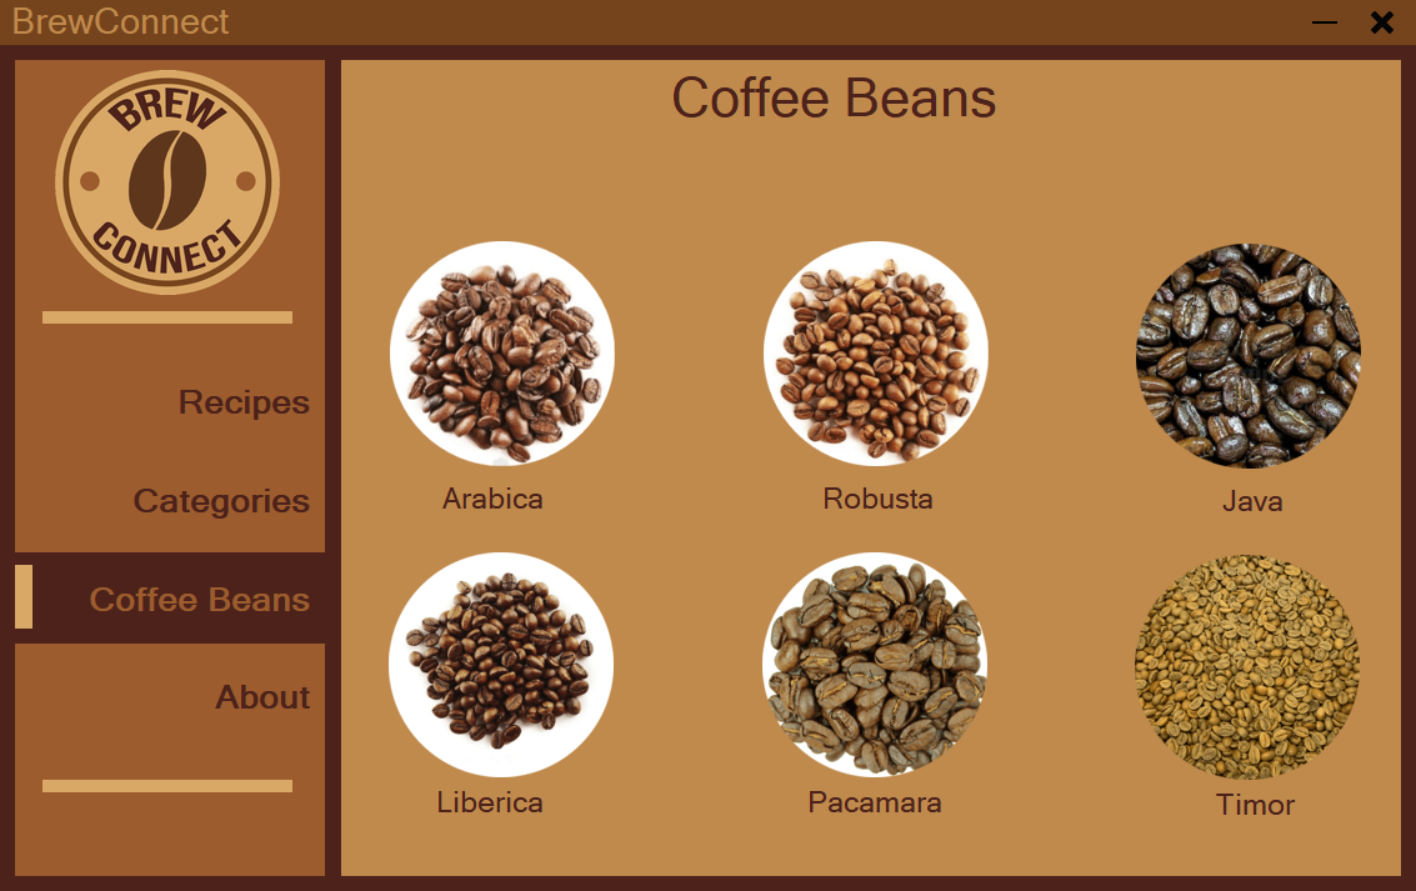 BrewConnect
BREW
CONNECT
Recipes
Categories
Coffee Beans
About
Coffee Beans
Arabica
Robusta
Java
Liberica
Pacamara
Timor